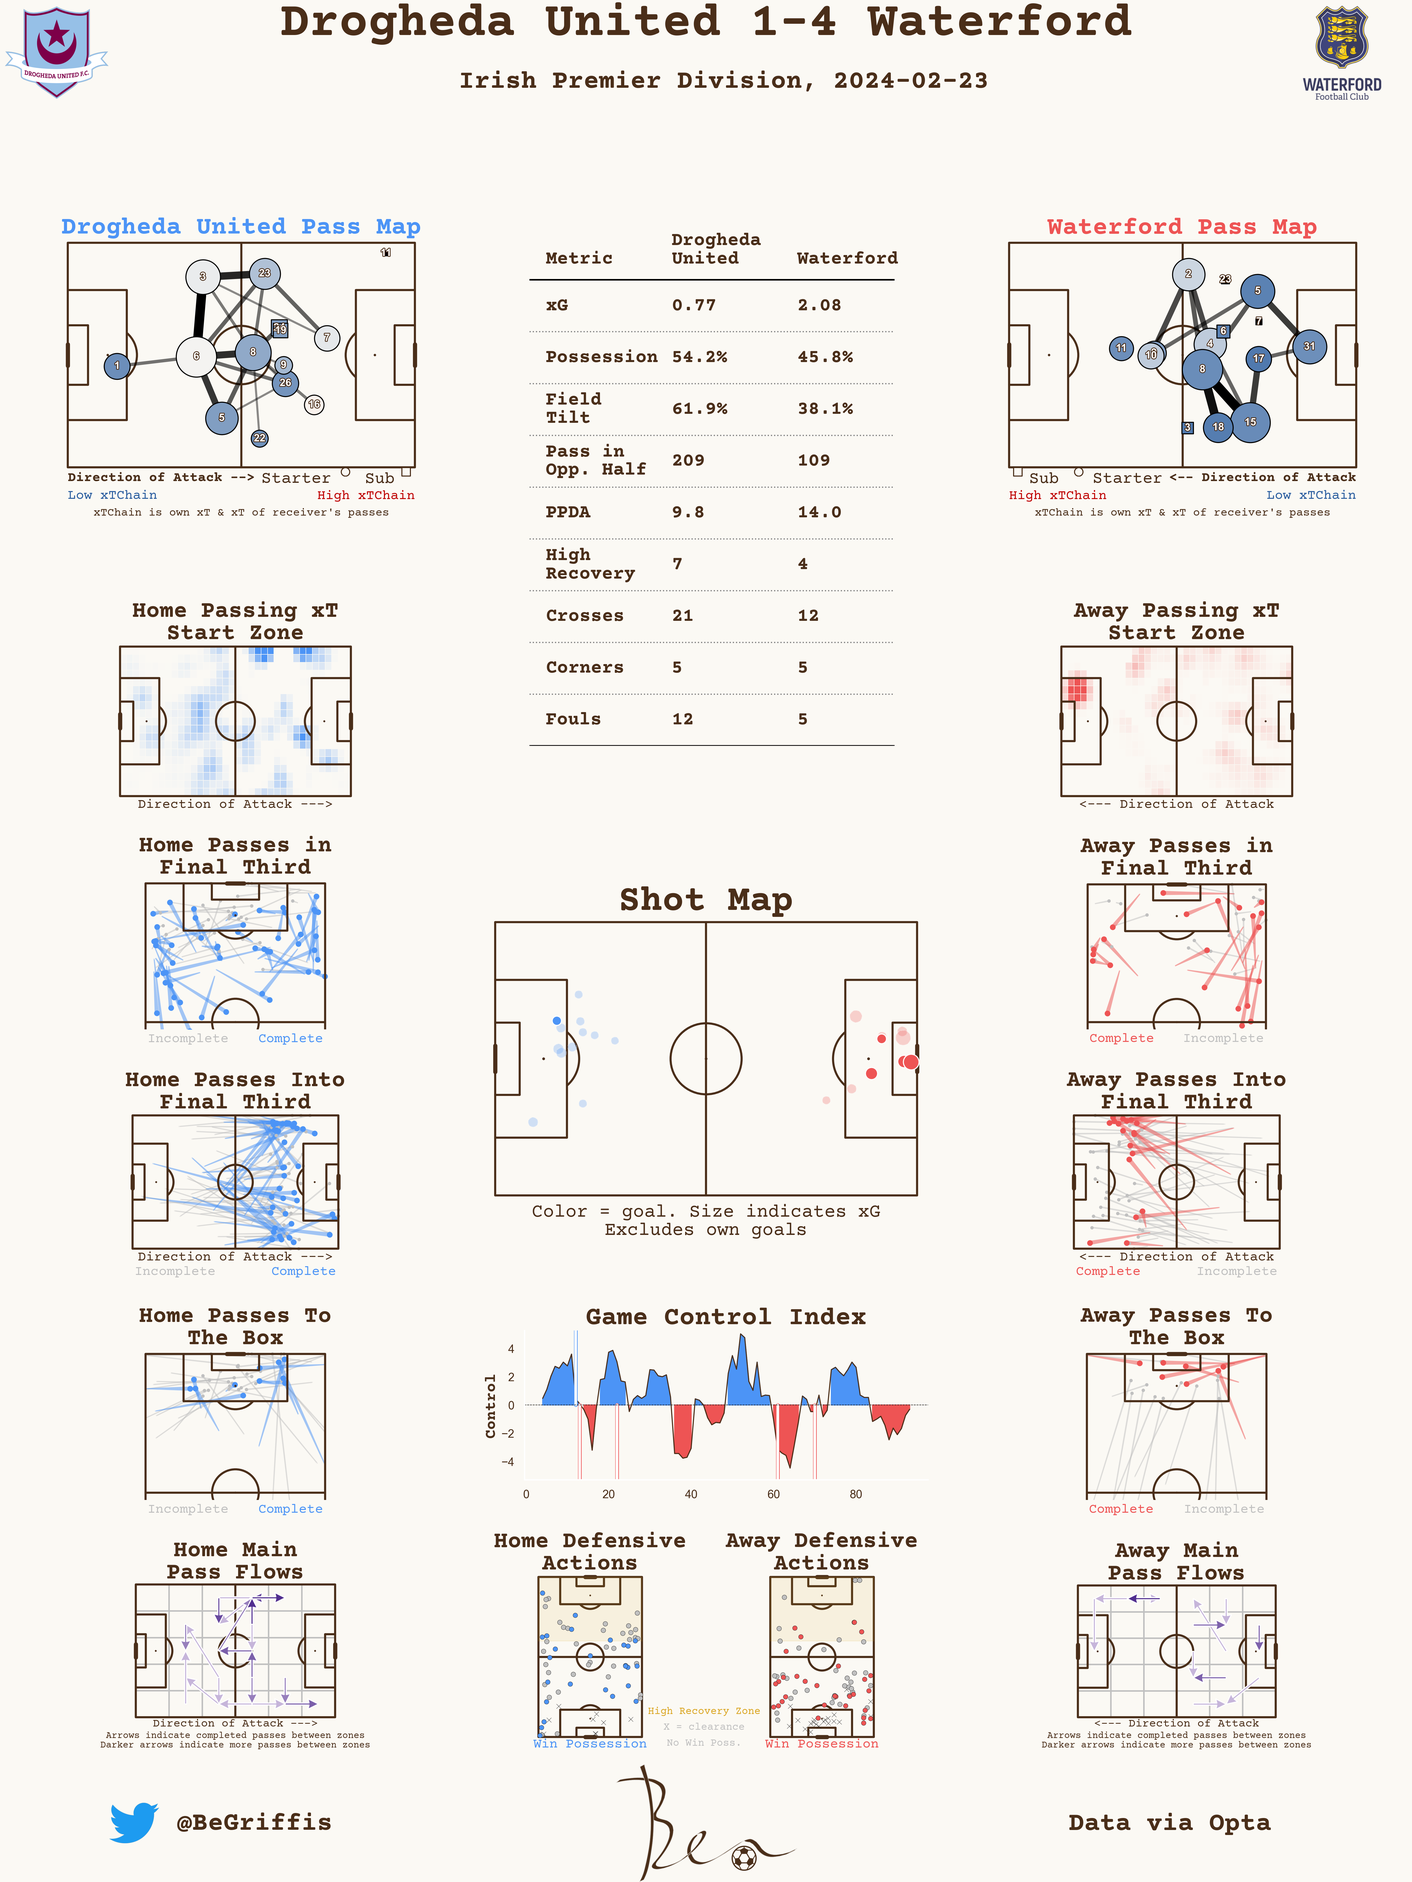 Drogheda United 1-4 Waterford
Irish Premier Division, 2024-02-23
DROGHEDA UNITED F.C.
WATERFORD
Football Club
Drogheda United Pass Map
11
3
23
19
7
6
8
1
9
26
16
5
22
Direction of Attack --> Starter Sub
Low xTChain High xTChain
xTChain is own xT & xT of receiver's passes
Metric Drogheda United Waterford
xG 0.77 2.08
Possession 54.2% 45.8%
Field Tilt 61.9% 38.1%
Pass in Opp. Half 209 109
PPDA 9.8 14.0
High Recovery 7 4
Crosses 21 12
Corners 5 5
Fouls 12 5
Waterford Pass Map
2
23
5
7
6
4
11
10
17
31
8
3
18
15
Sub Starter <-- Direction of Attack
High xTChain Low xTChain
xTChain is own xT & xT of receiver's passes
Home Passing xT
Start Zone
Direction of Attack --->
Away Passing xT
Start Zone
<--- Direction of Attack
Home Passes in
Final Third
Incomplete Complete
Away Passes in
Final Third
Complete Incomplete
Shot Map
Color = goal. Size indicates xG
Excludes own goals
Home Passes Into
Final Third
Direction of Attack --->
Incomplete Complete
Away Passes Into
Final Third
<--- Direction of Attack
Complete Incomplete
Home Passes To
The Box
Incomplete Complete
Game Control Index
Control
4
2
0
−2
−4
0 20 40 60 80
Away Passes To
The Box
Complete Incomplete
Home Main
Pass Flows
Direction of Attack --->
Arrows indicate completed passes between zones
Darker arrows indicate more passes between zones
Home Defensive
Actions
Win Possession
Away Defensive
Actions
Win Possession
High Recovery Zone
X = clearance
No Win Poss.
Away Main
Pass Flows
<--- Direction of Attack
Arrows indicate completed passes between zones
Darker arrows indicate more passes between zones
@BeGriffis
Ben
Data via Opta